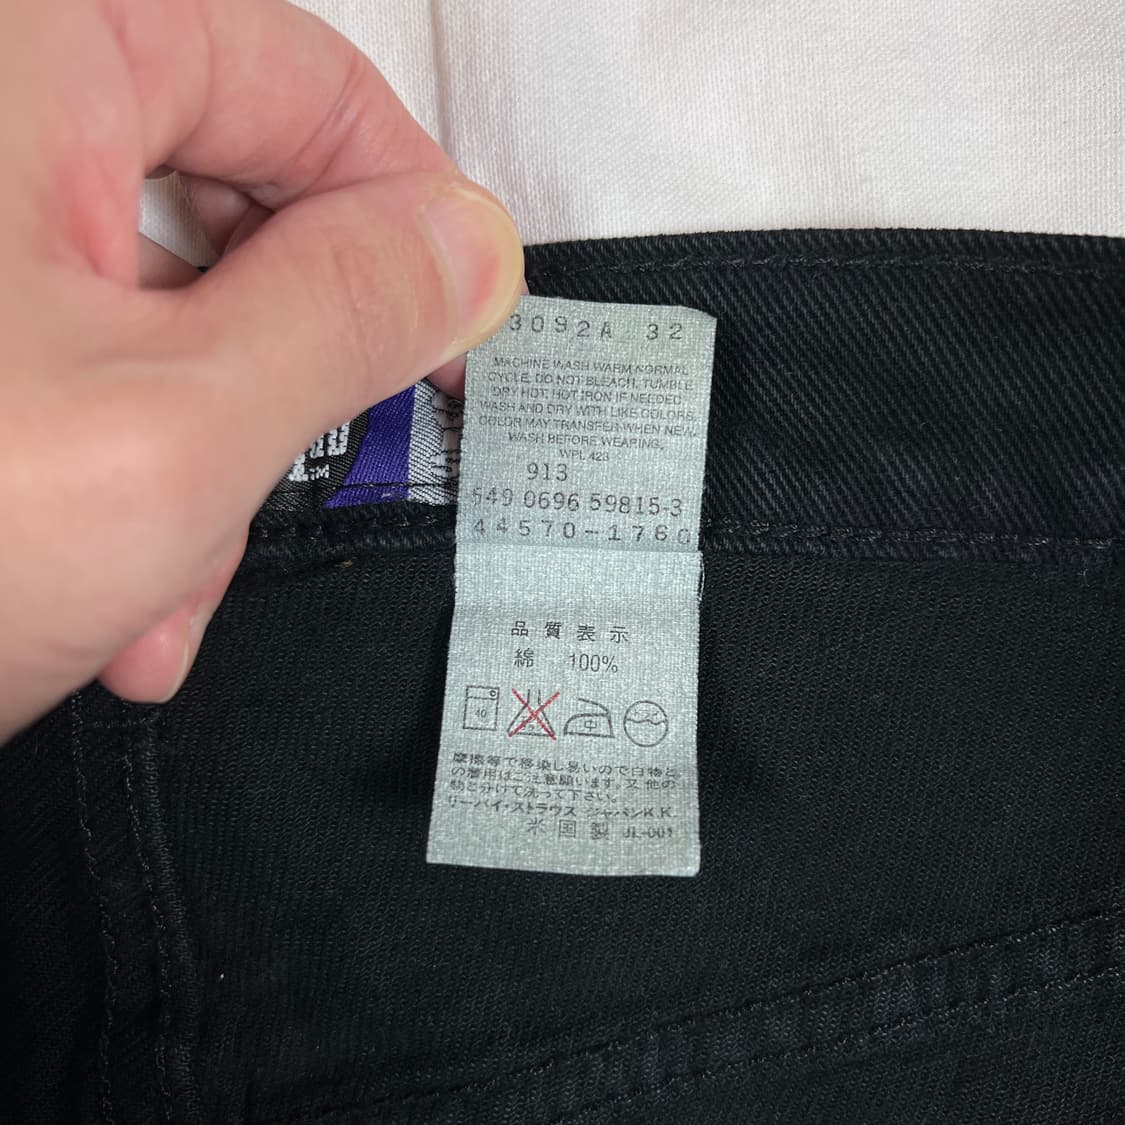 3092A 32
MACHINE WASH WARM NORMAL
CYCLE. DO NOT BLEACH, TUMBLE
DRY HOT, HOT IRON IF NEEDED.
WASH AND DRY WITH LIKE COLORS.
COLOR MAY TRANSFER WHEN NEW.
WASH BEFORE WEARING.
WPL 423
913
549 0696 59815-3
44570-1760
品質表示
綿 100%
40
中
摩擦等で移染し易いので白物と
の着用はご注意願います。又他の
物と分けて洗って下さい。
リーバイ・ストラウス ジャパンK.K.
米国製 JL-001
TM